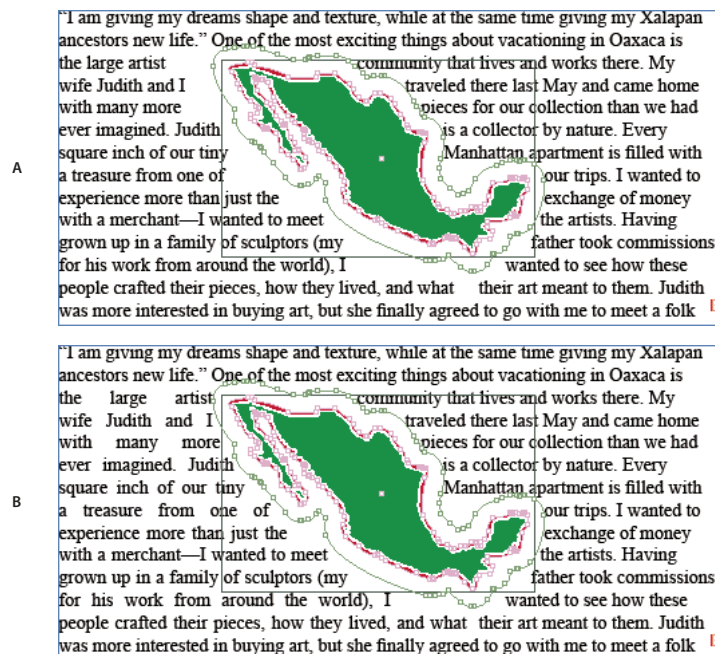 “I am giving my dreams shape and texture, while at the same time giving my Xalapan
ancestors new life.” One of the most exciting things about vacationing in Oaxaca is
the large artist community that lives and works there. My
wife Judith and I traveled there last May and came home
with many more pieces for our collection than we had
ever imagined. Judith is a collector by nature. Every
square inch of our tiny Manhattan apartment is filled with
A
a treasure from one of our trips. I wanted to
experience more than just the exchange of money
with a merchant—I wanted to meet the artists. Having
grown up in a family of sculptors (my father took commissions
for his work from around the world), I wanted to see how these
people crafted their pieces, how they lived, and what their art meant to them. Judith
was more interested in buying art, but she finally agreed to go with me to meet a folk
“I am giving my dreams shape and texture, while at the same time giving my Xalapan
ancestors new life.” One of the most exciting things about vacationing in Oaxaca is
the large artist community that lives and works there. My
wife Judith and I traveled there last May and came home
with many more pieces for our collection than we had
ever imagined. Judith is a collector by nature. Every
square inch of our tiny Manhattan apartment is filled with
B
a treasure from one of our trips. I wanted to
experience more than just the exchange of money
with a merchant—I wanted to meet the artists. Having
grown up in a family of sculptors (my father took commissions
for his work from around the world), I wanted to see how these
people crafted their pieces, how they lived, and what their art meant to them. Judith
was more interested in buying art, but she finally agreed to go with me to meet a folk